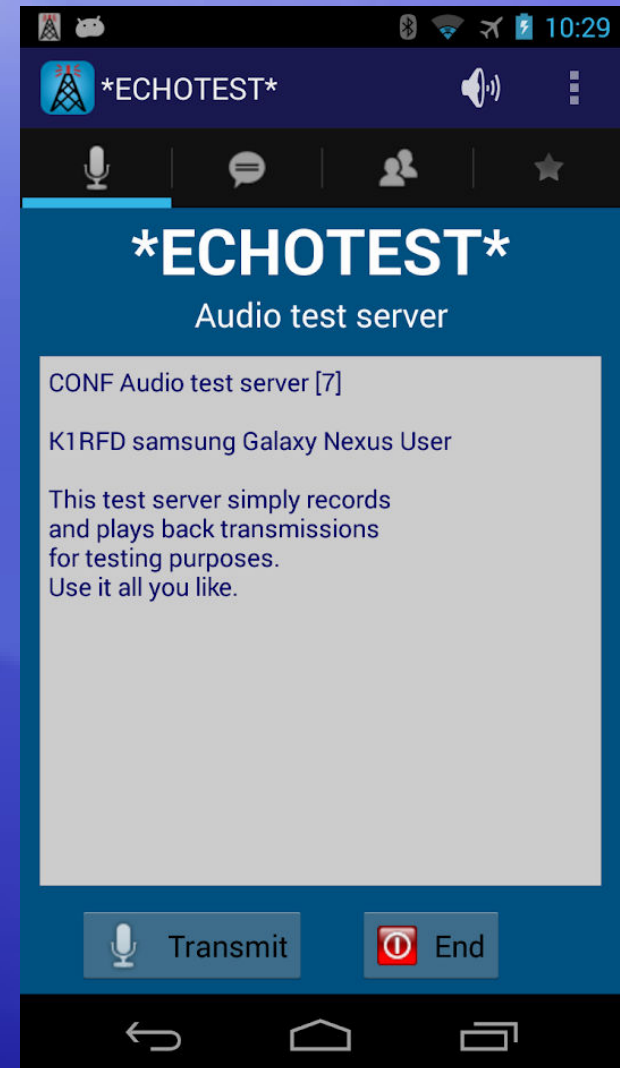 10:29
*ECHOTEST*
*ECHOTEST*
Audio test server
CONF Audio test server [7]
K1RFD samsung Galaxy Nexus User
This test server simply records
and plays back transmissions
for testing purposes.
Use it all you like.
Transmit
End